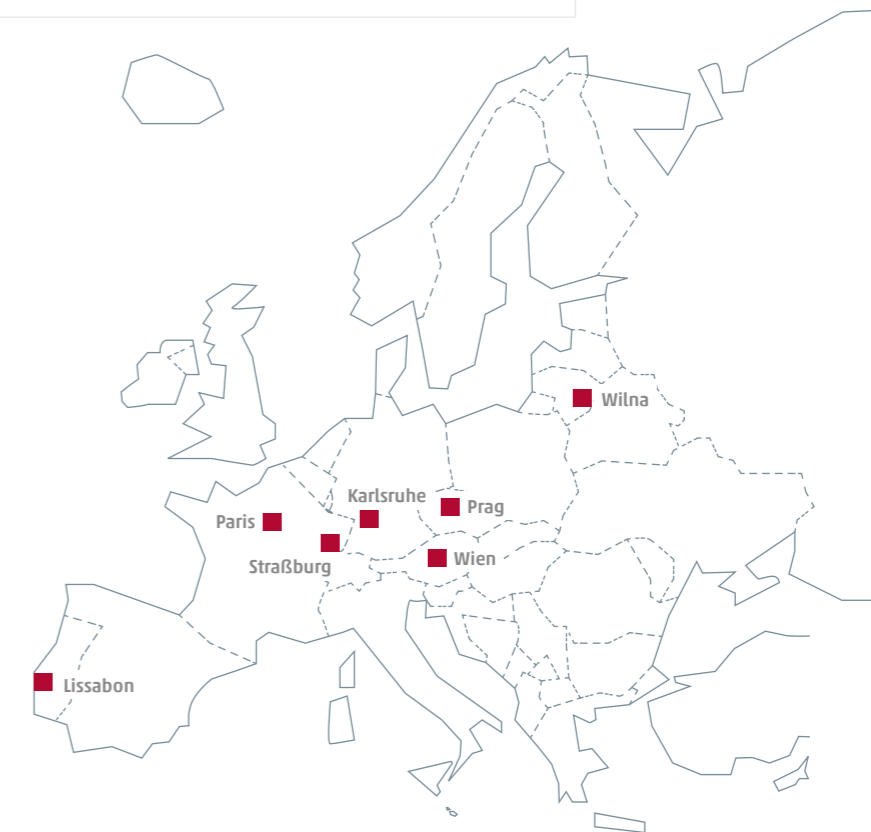 Wilna
Karlsruhe
Prag
Paris
Straßburg
Wien
Lissabon